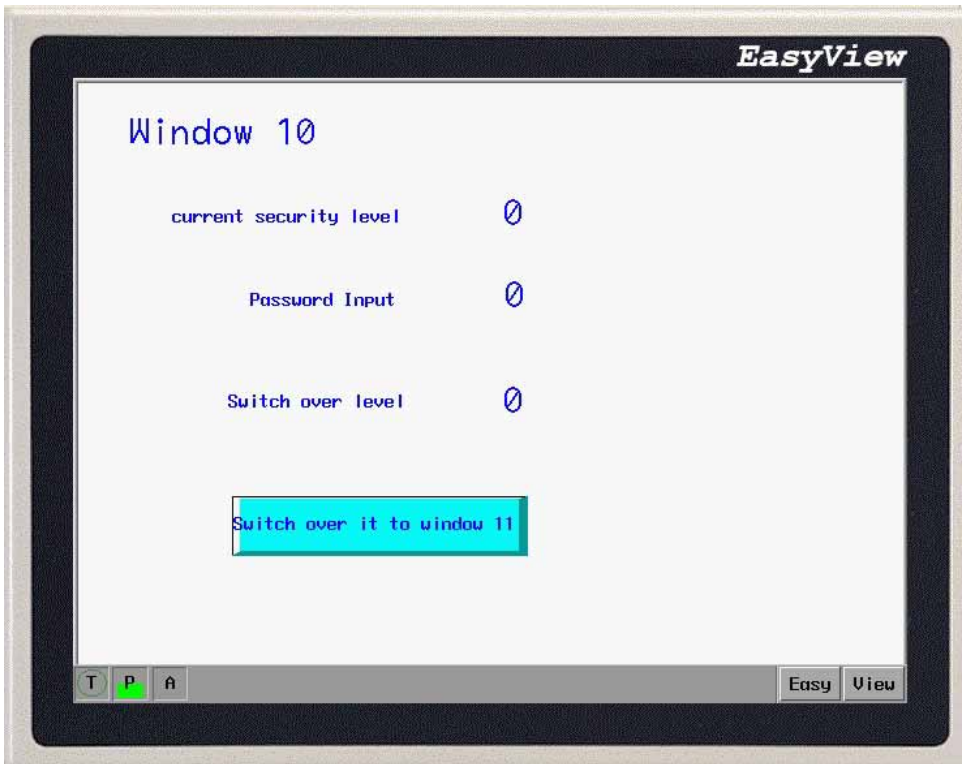 EasyView
Window 10
current security level 0
Password Input 0
Switch over level 0
Switch over it to window 11
T P A Easy View